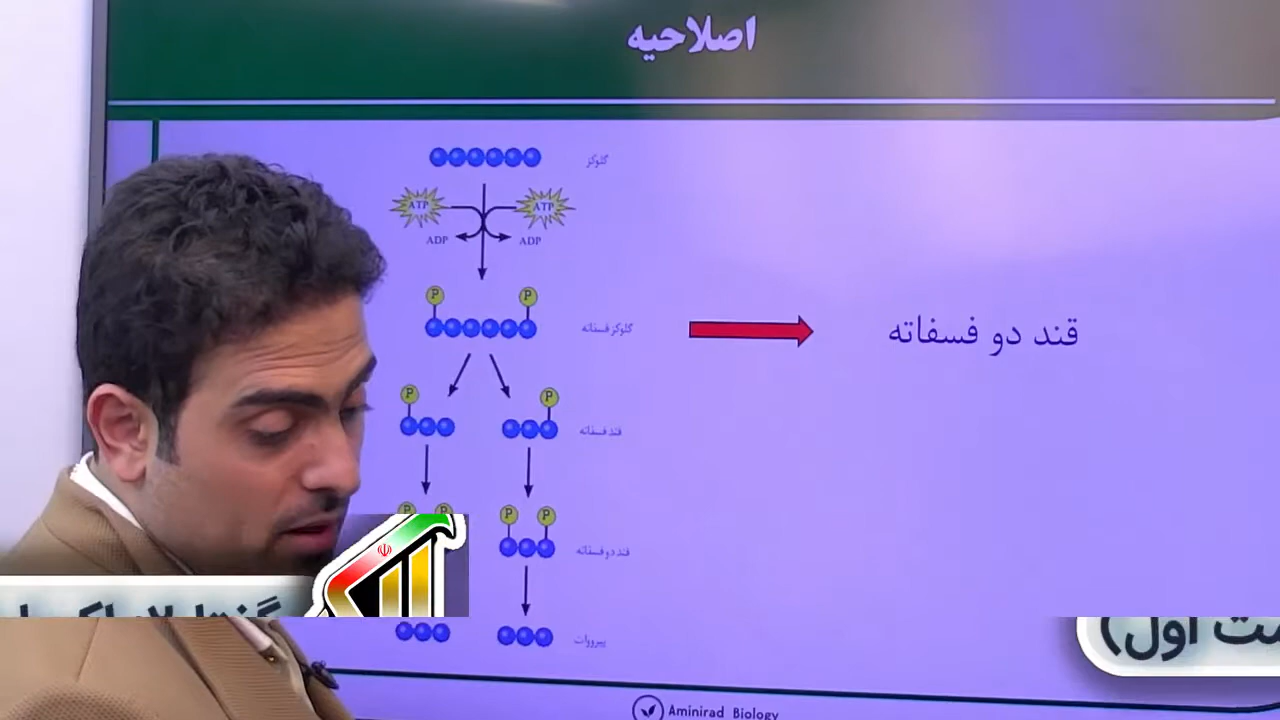 اصلاحیه
گلوکز
ATP ATP
ADP ADP
P P
گلوکز فسفاته
قند دو فسفاته
P P
قند فسفاته
P P P P
قند دو فسفاته
پیرووات
ت اول)
Aminirad Biology